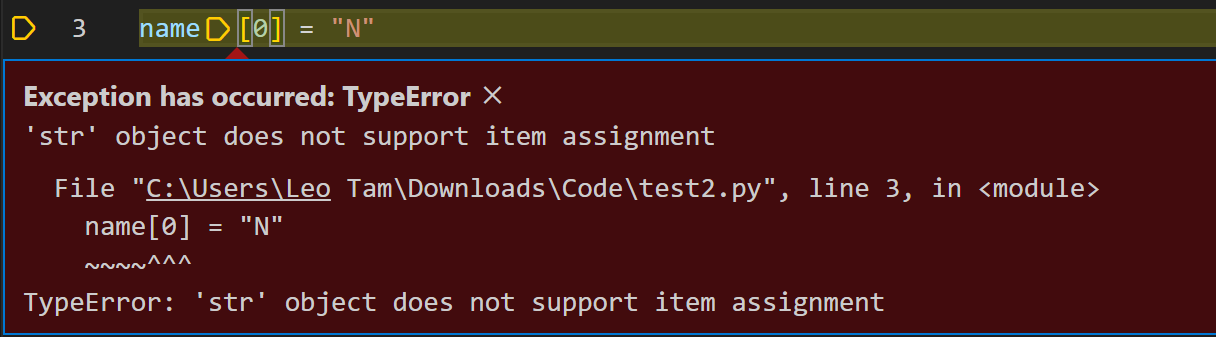 3 name[0] = "N"
Exception has occurred: TypeError ×
'str' object does not support item assignment
File "C:\Users\Leo Tam\Downloads\Code\test2.py", line 3, in <module>
name[0] = "N"
~~~~^^^
TypeError: 'str' object does not support item assignment